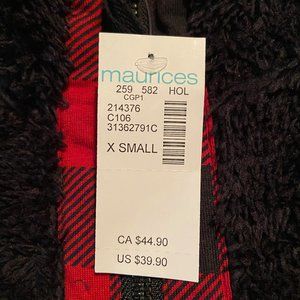 maurices
259 582 HOL
CGP1
214376
C106
31362791C
X SMALL
CA $44.90
US $39.90